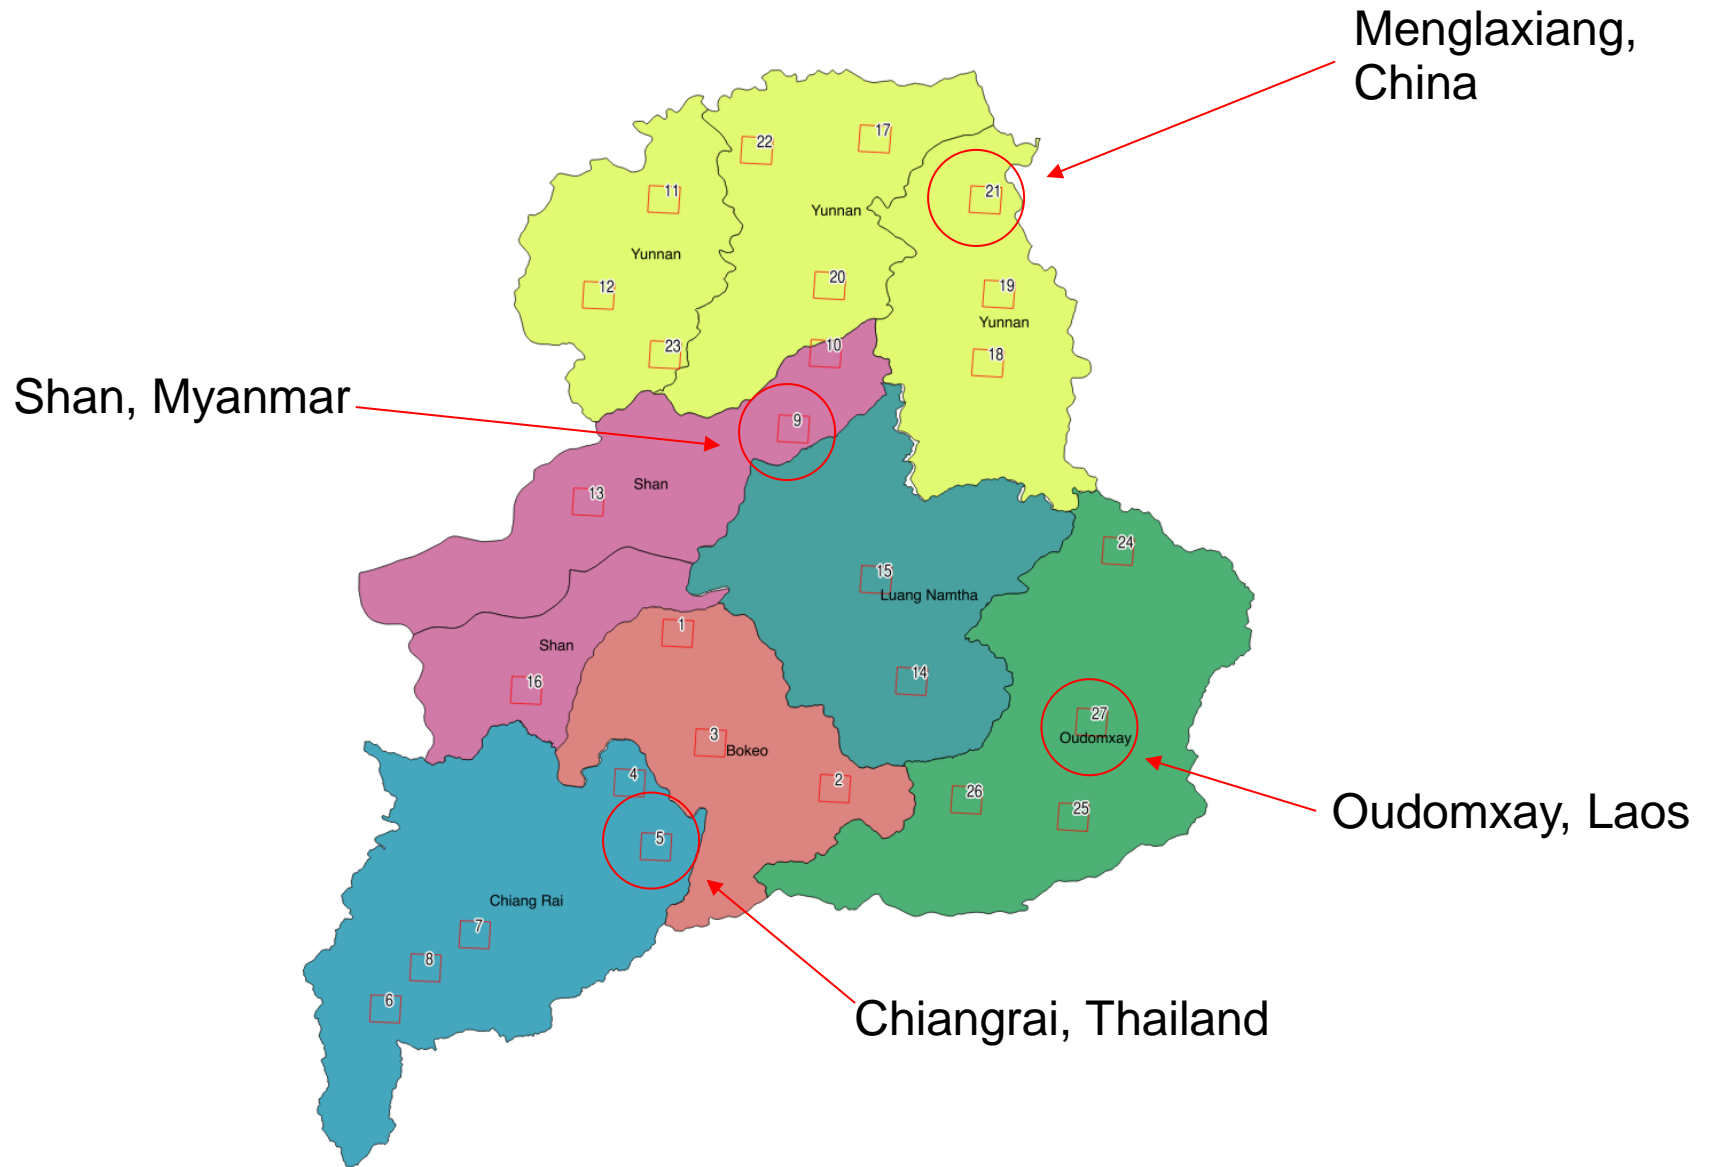 Menglaxiang,
China
17
22
21
11
Yunnan
Yunnan
20
19
12
Yunnan
23
10
18
Shan, Myanmar
9
Shan
13
24
15
Luang Namtha
1
Shan
14
16
27
3
Oudomxay
Bokeo
4
2
26
25
Oudomxay, Laos
5
Chiang Rai
7
8
6
Chiangrai, Thailand